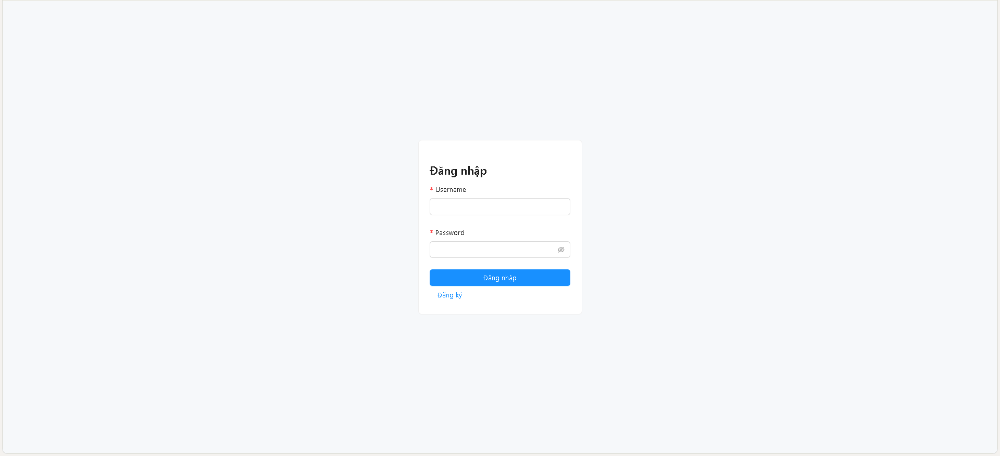 Đăng nhập
* Username
* Password
Đăng nhập
Đăng ký